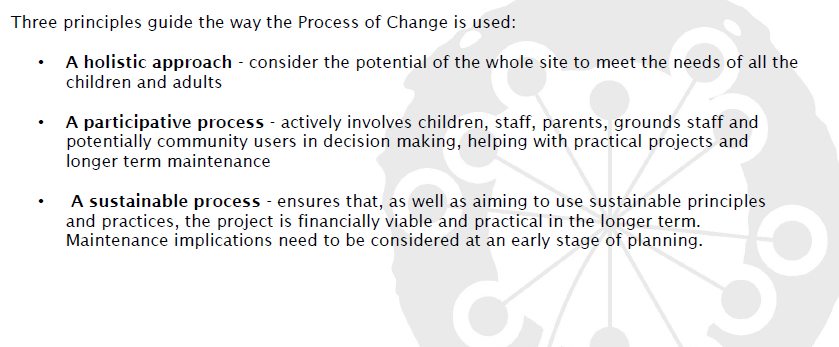 Three principles guide the way the Process of Change is used:
• A holistic approach - consider the potential of the whole site to meet the needs of all the
children and adults
• A participative process - actively involves children, staff, parents, grounds staff and
potentially community users in decision making, helping with practical projects and
longer term maintenance
• A sustainable process - ensures that, as well as aiming to use sustainable principles
and practices, the project is financially viable and practical in the longer term.
Maintenance implications need to be considered at an early stage of planning.